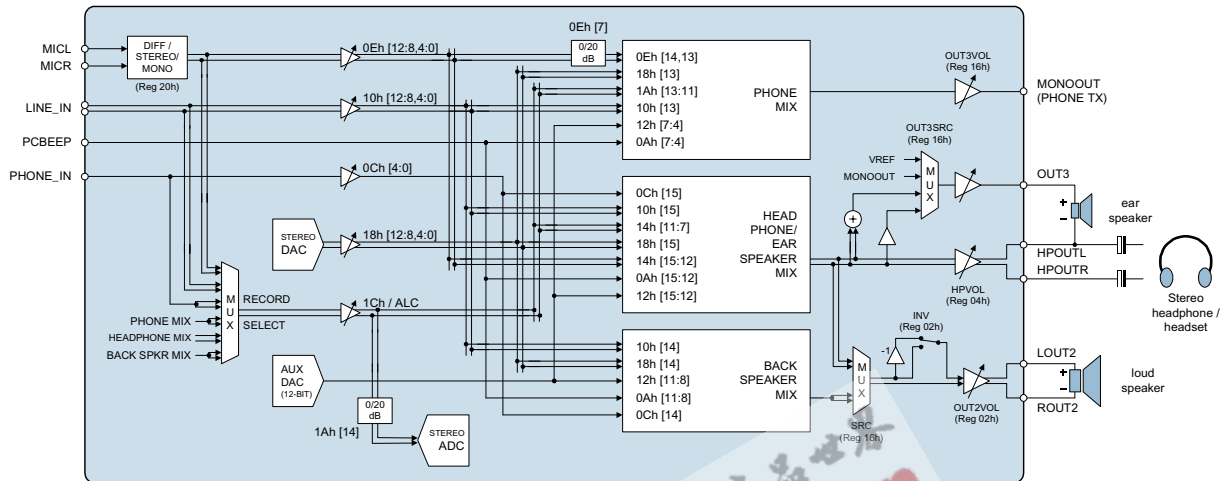 MICL
MICR
LINE_IN
PCBEEP
PHONE_IN
DIFF /
STEREO/
MONO
(Reg 20h)
0Eh [12:8,4:0]
10h [12:8,4:0]
0Ch [4:0]
STEREO
DAC
18h [12:8,4:0]
M
U
X
RECORD
SELECT
PHONE MIX
HEADPHONE MIX
BACK SPKR MIX
1Ch / ALC
AUX
DAC
(12-BIT)
0/20
dB
1Ah [14]
STEREO
ADC
0Eh [7]
0/20
dB
0Eh [14,13]
18h [13]
1Ah [13:11]
10h [13]
12h [7:4]
0Ah [7:4]
PHONE
MIX
0Ch [15]
10h [15]
14h [11:7]
18h [15]
14h [15:12]
0Ah [15:12]
12h [15:12]
HEAD
PHONE/
EAR
SPEAKER
MIX
10h [14]
18h [14]
12h [11:8]
0Ah [11:8]
0Ch [14]
BACK
SPEAKER
MIX
OUT3VOL
(Reg 16h)
OUT3SRC
(Reg 16h)
VREF
MONOOUT
M
U
X
+
HPVOL
(Reg 04h)
INV
(Reg 02h)
-1
M
U
X
SRC
(Reg 16h)
OUT2VOL
(Reg 02h)
MONOOUT
(PHONE TX)
OUT3
+
−
ear
speaker
HPOUTL
HPOUTR
Stereo
headphone /
headset
LOUT2
+
−
ROUT2
loud
speaker